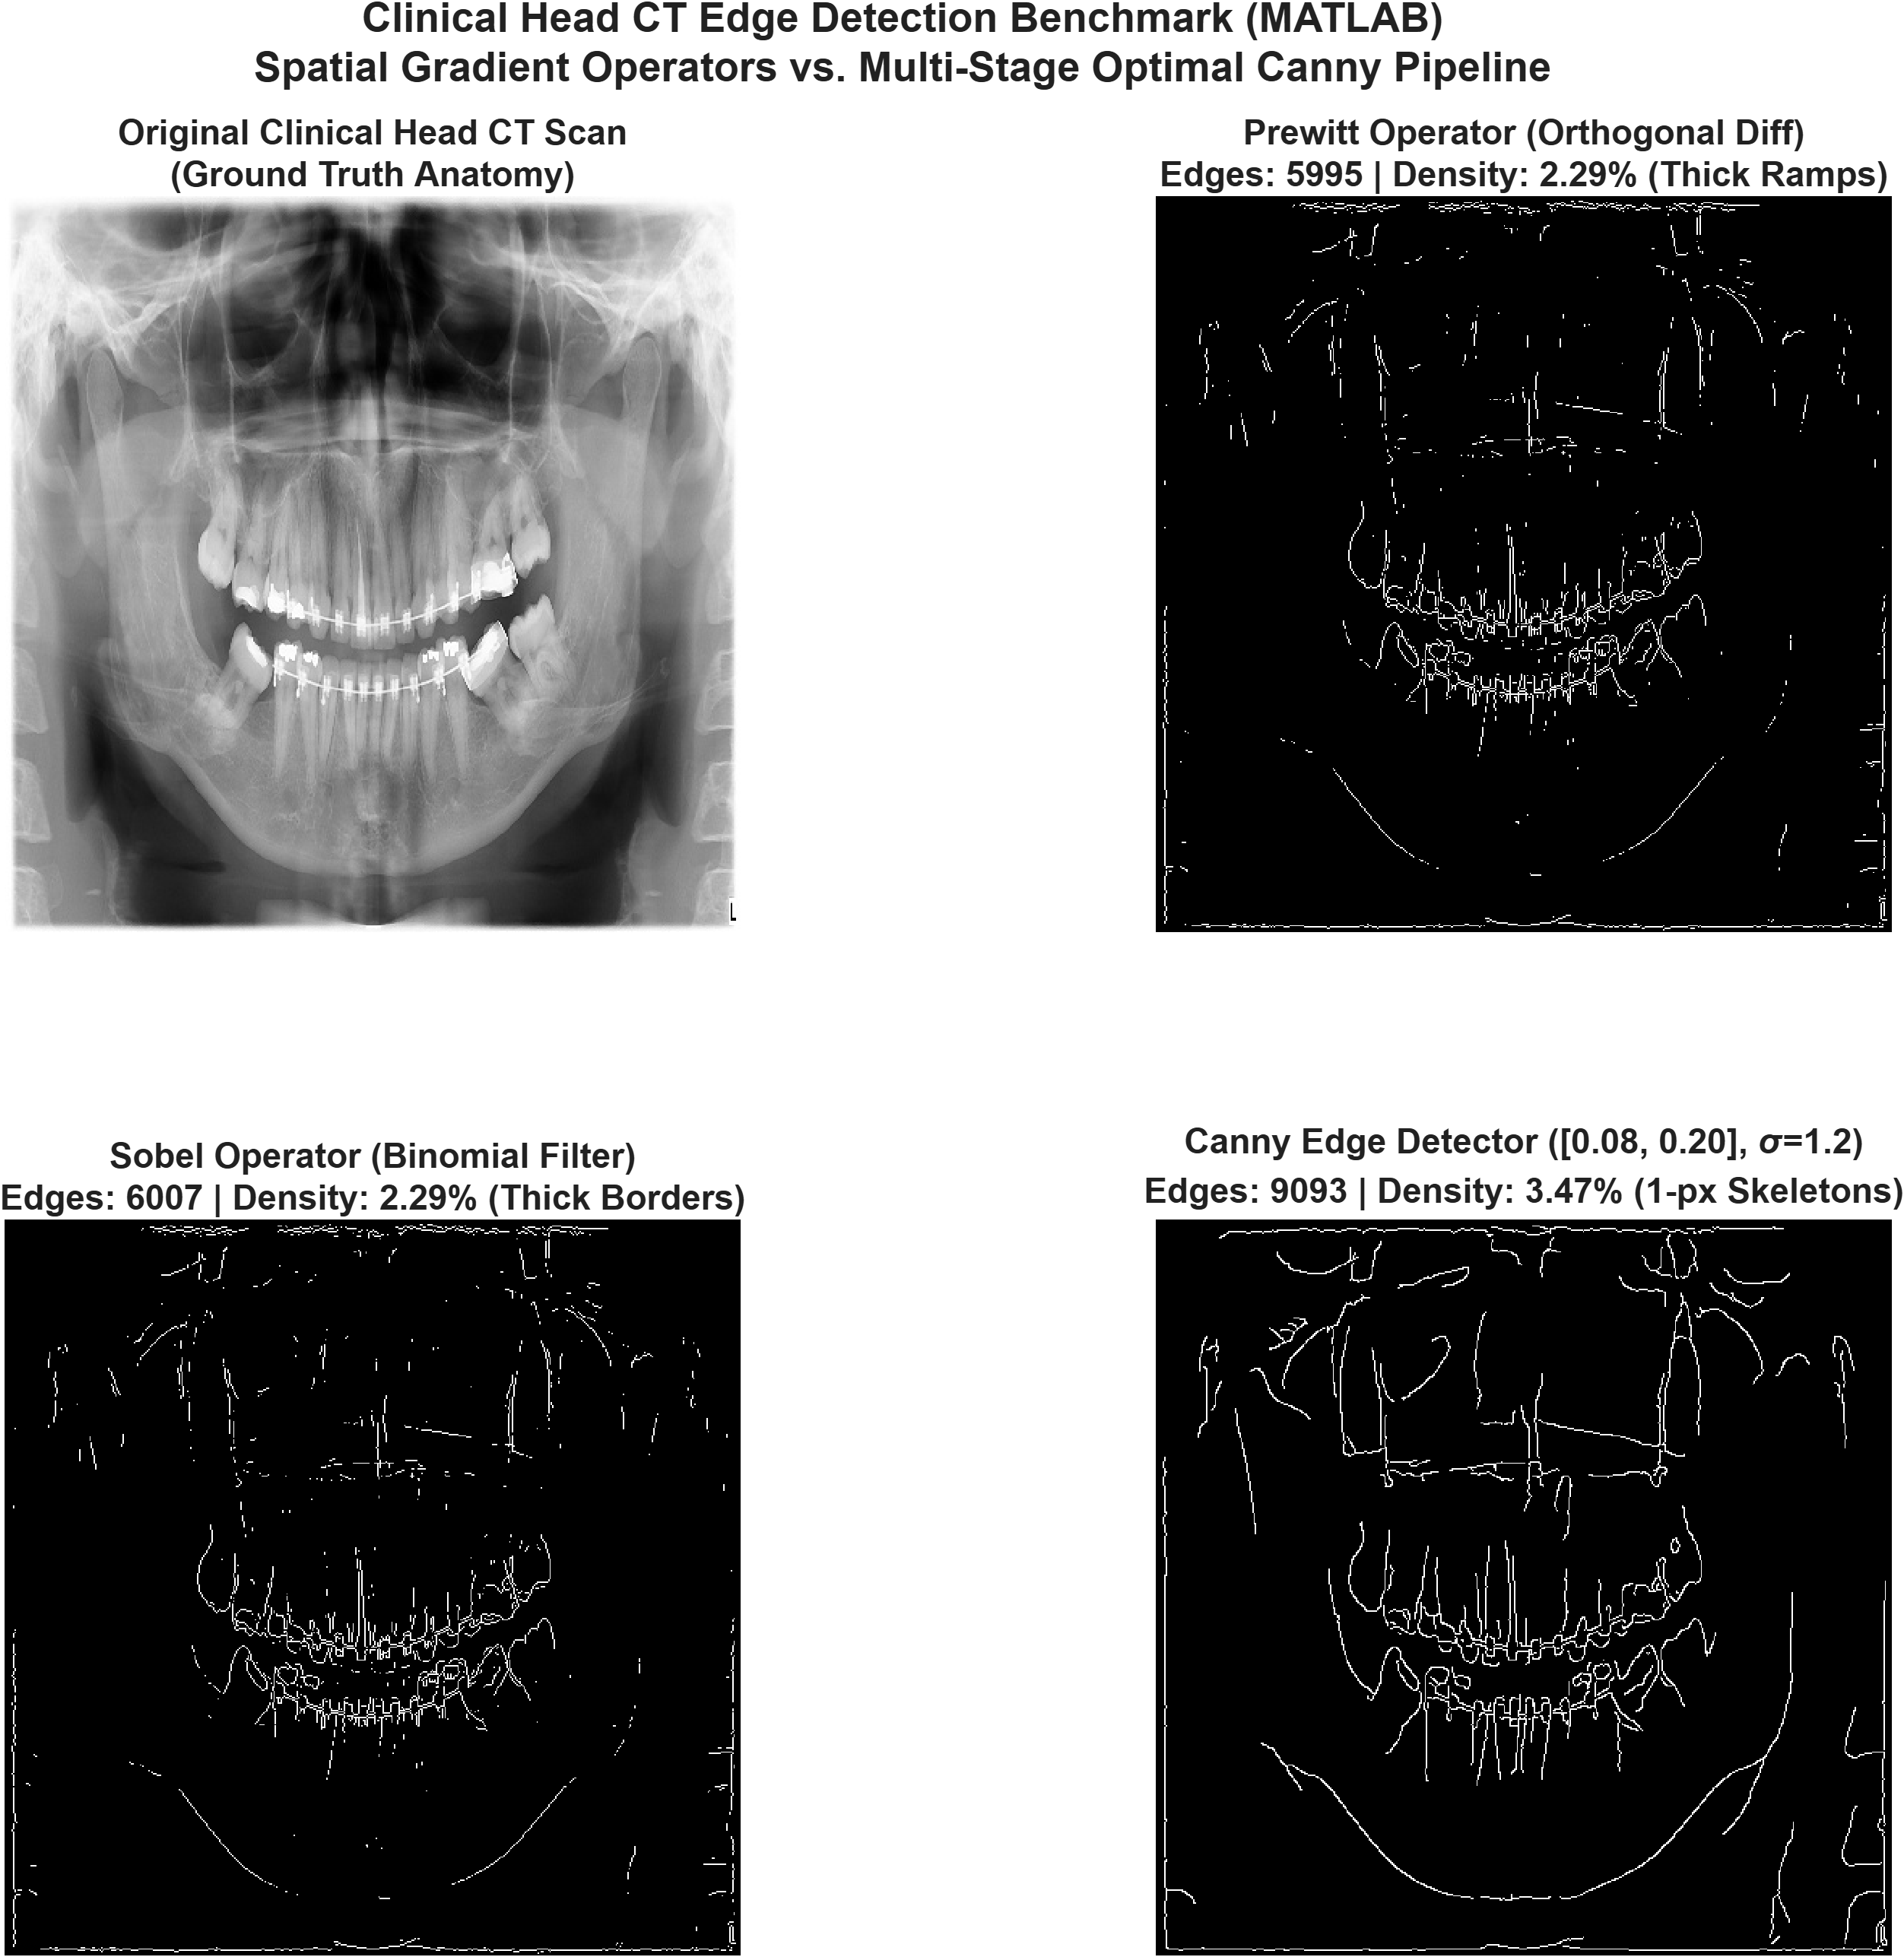 Clinical Head CT Edge Detection Benchmark (MATLAB)
Spatial Gradient Operators vs. Multi-Stage Optimal Canny Pipeline
Original Clinical Head CT Scan
(Ground Truth Anatomy)
Prewitt Operator (Orthogonal Diff)
Edges: 5995 | Density: 2.29% (Thick Ramps)
L
Sobel Operator (Binomial Filter)
Edges: 6007 | Density: 2.29% (Thick Borders)
Canny Edge Detector ([0.08, 0.20], σ=1.2)
Edges: 9093 | Density: 3.47% (1-px Skeletons)